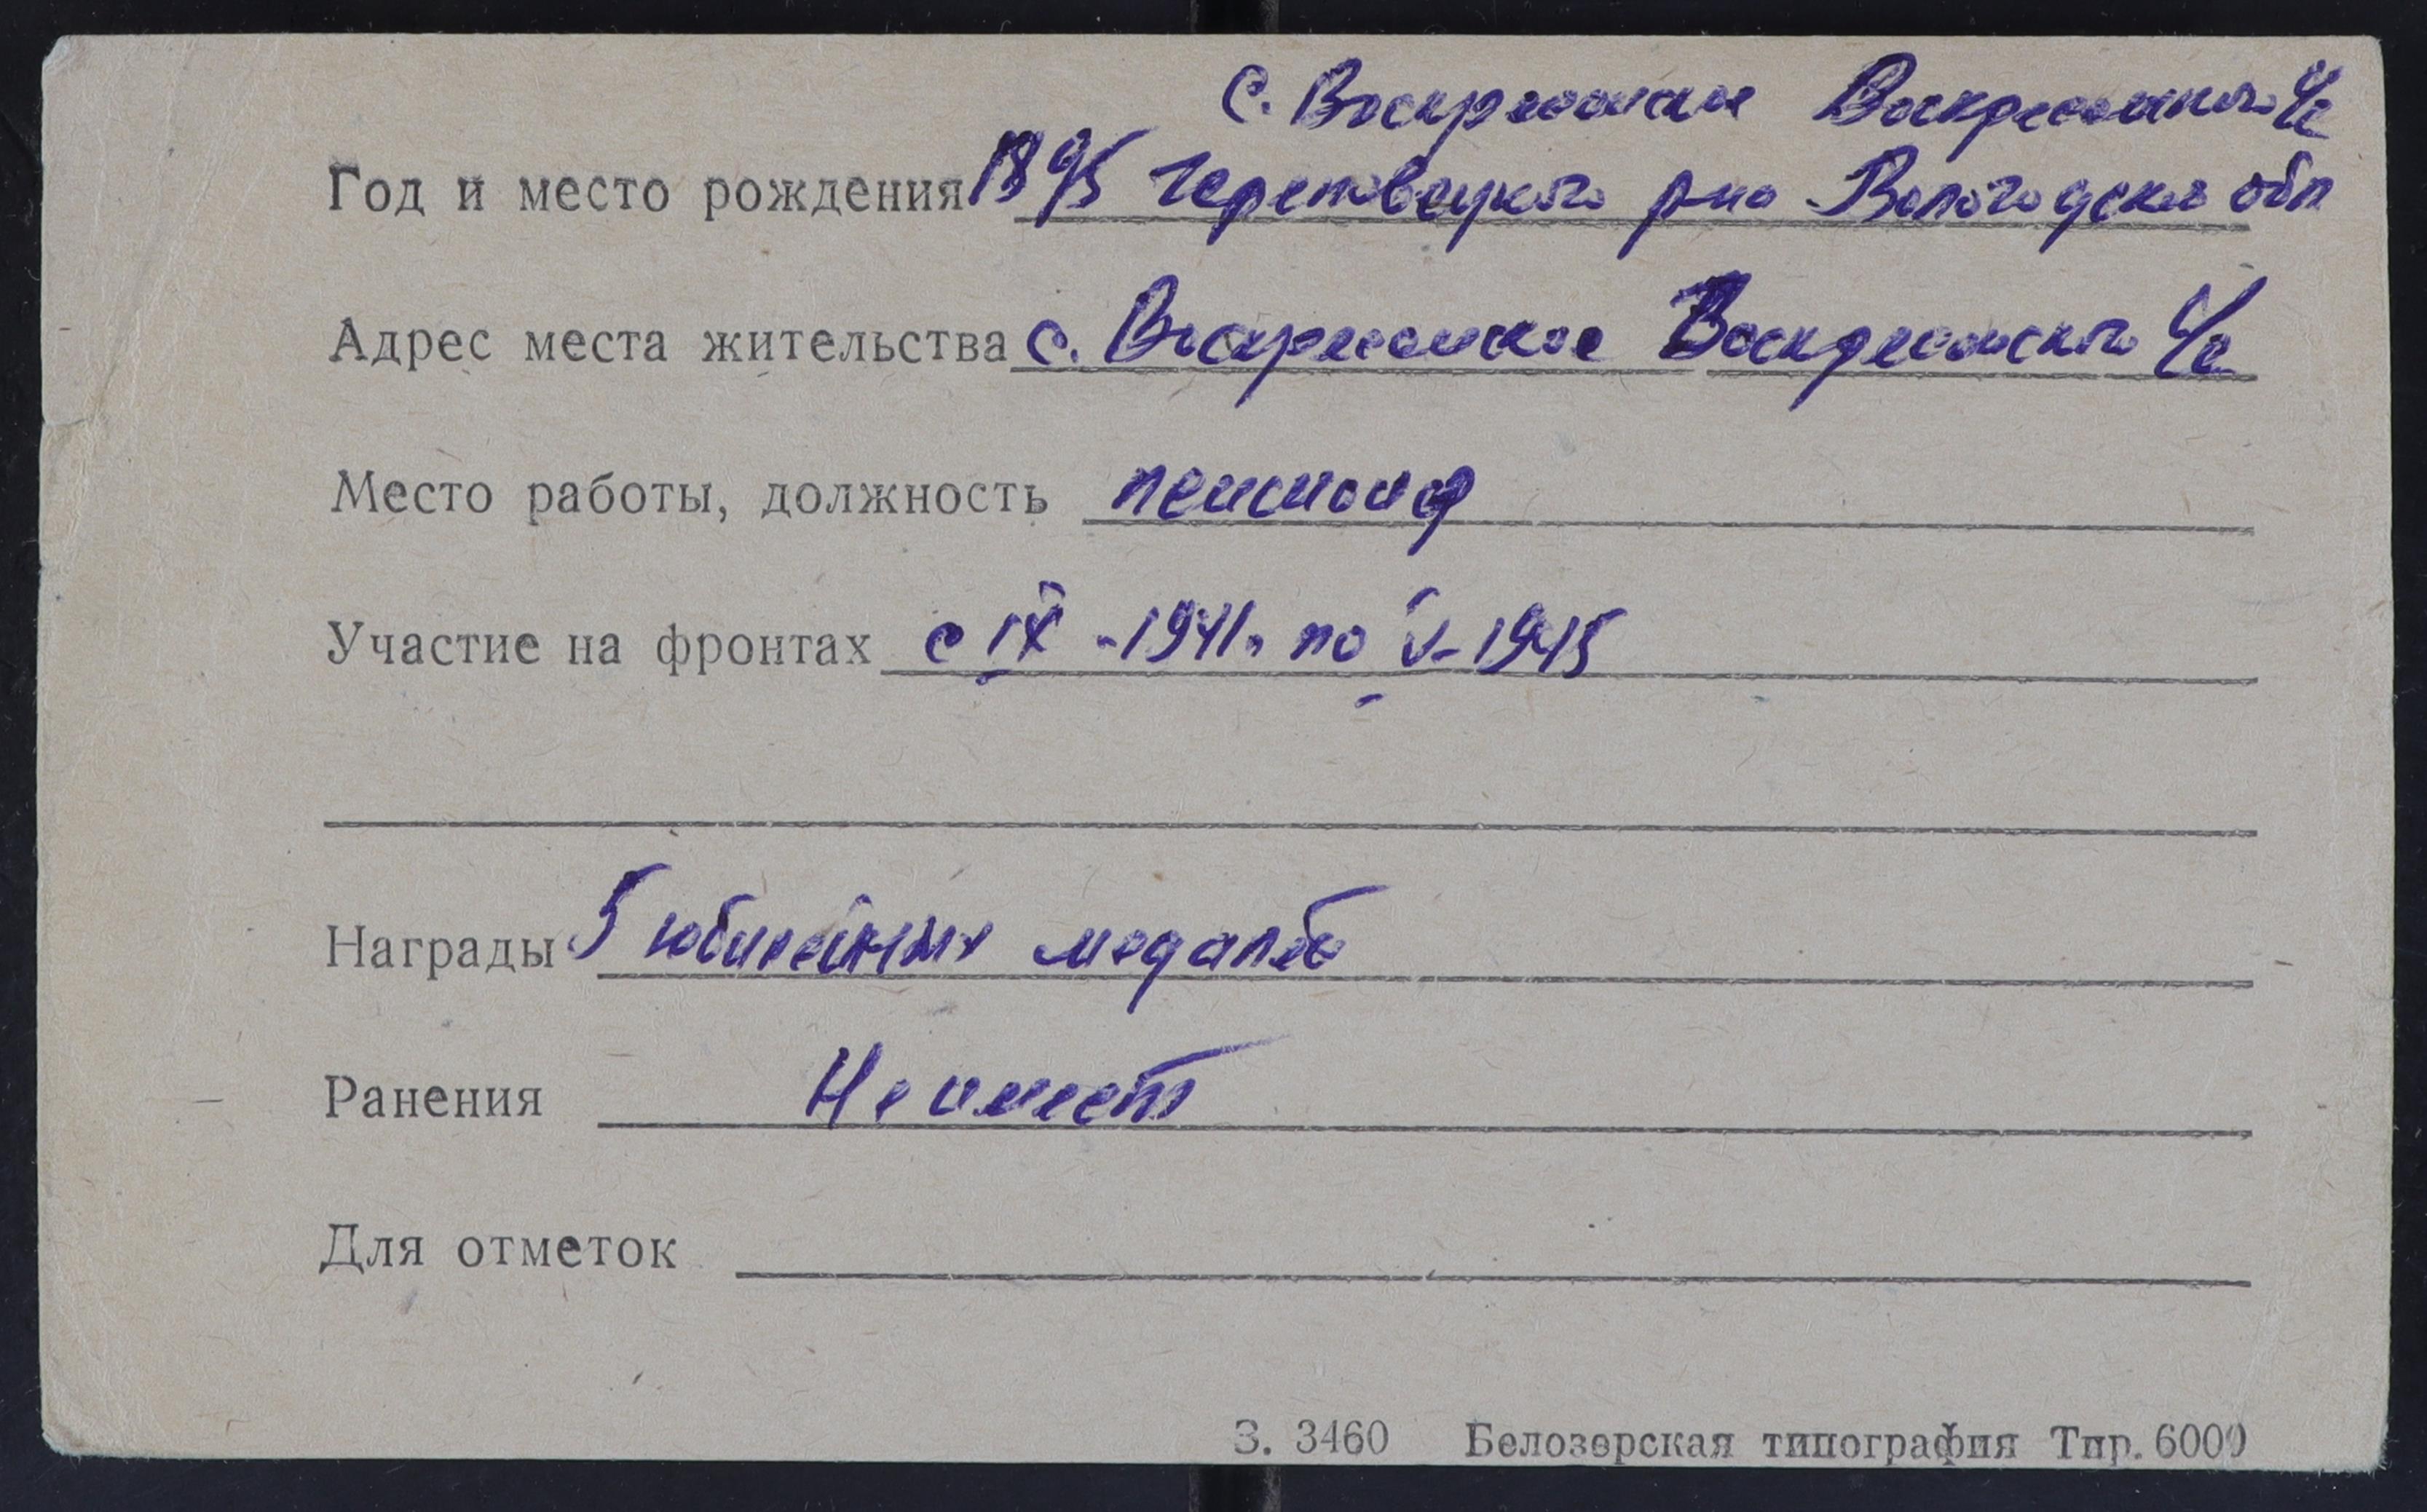 с. Воскресенское Воскресенского с/с
Год и место рождения 1895 Череповецкого р-на Вологодской обл
Адрес места жительства с. Воскресенское Воскресенского с/с
Место работы, должность пенсионер
Участие на фронтах с IX-1941г по V-1945
Награды 5 юбилейных медалей
Ранения Не имеет
Для отметок
З. 3460 Белозерская типография Тир. 6000